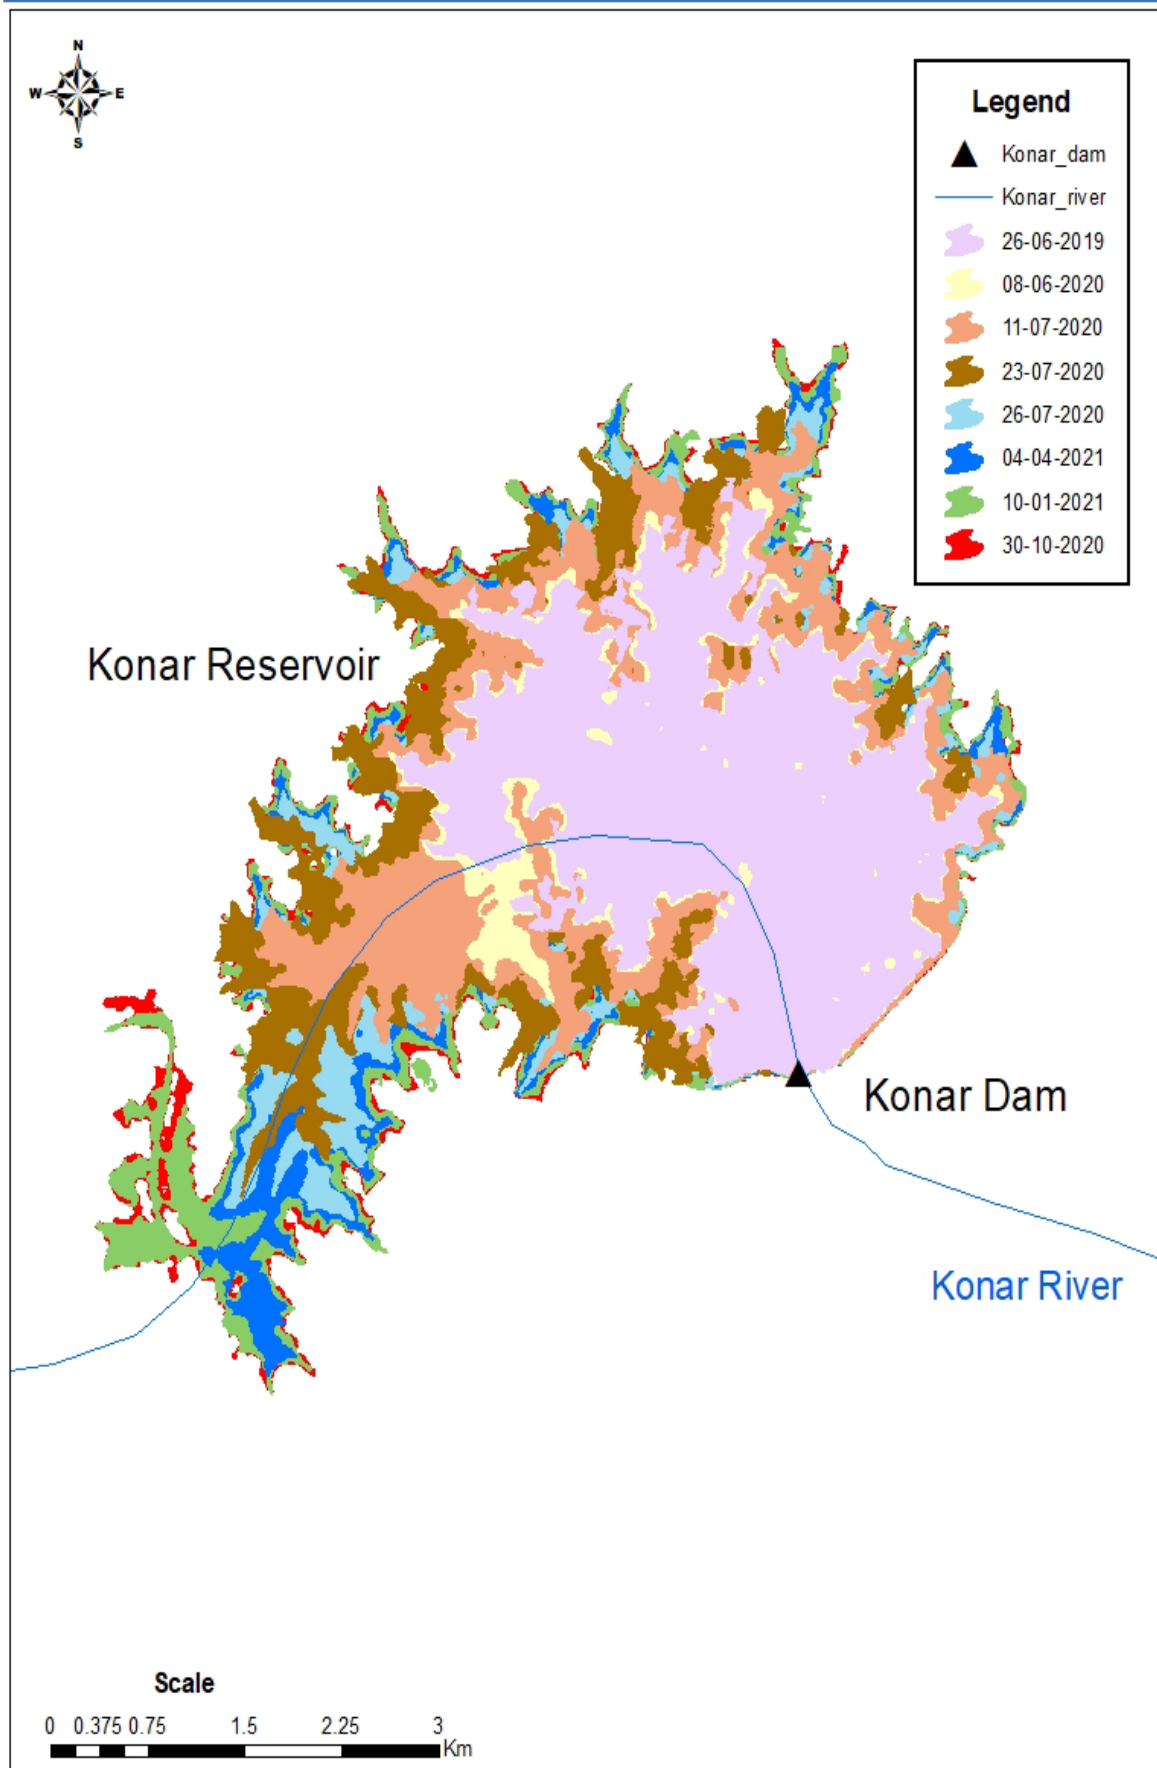 N
W E
S
Legend
Konar_dam
Konar_river
26-06-2019
08-06-2020
11-07-2020
23-07-2020
26-07-2020
04-04-2021
10-01-2021
30-10-2020
Konar Reservoir
Konar Dam
Konar River
Scale
0 0.375 0.75 1.5 2.25 3
Km